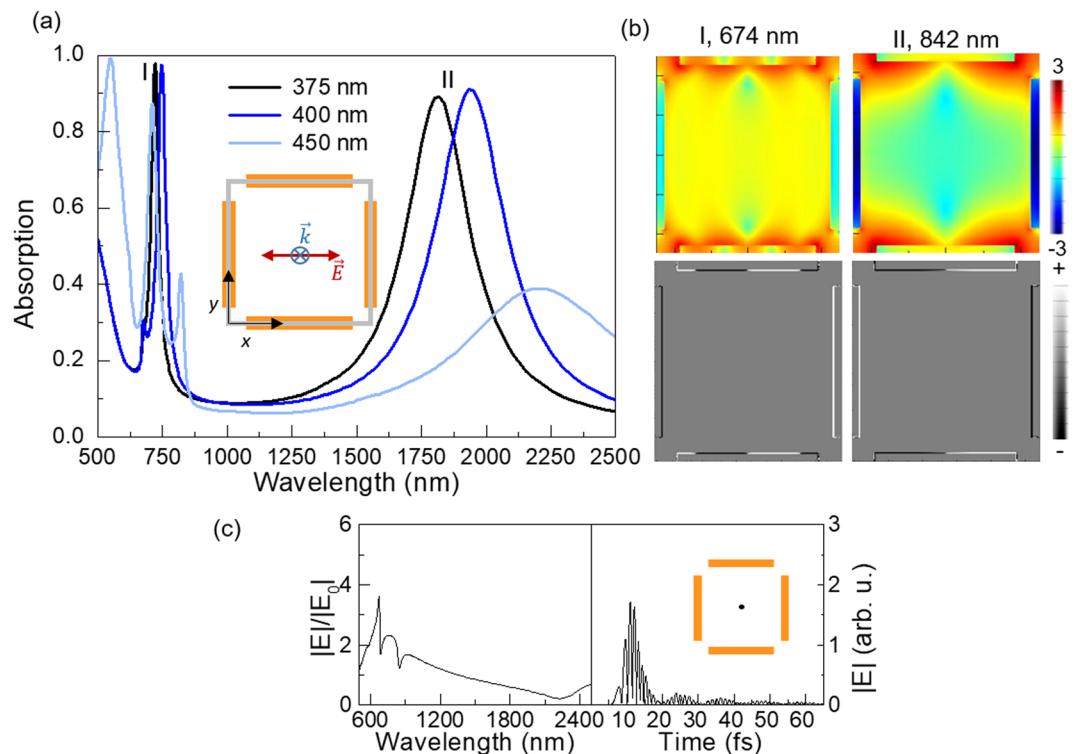 (a)
Absorption
1.0
0.8
0.6
0.4
0.2
0.0
I
II
375 nm
400 nm
450 nm
k
E
y
x
500 750 1000 1250 1500 1750 2000 2250 2500
Wavelength (nm)
(b)
I, 674 nm II, 842 nm
3
-3
+
-
(c)
|E|/|E₀|
6
4
2
0
600 1200 1800 2400
Wavelength (nm)
10 20 30 40 50 60
Time (fs)
3
2
1
0
|E| (arb. u.)